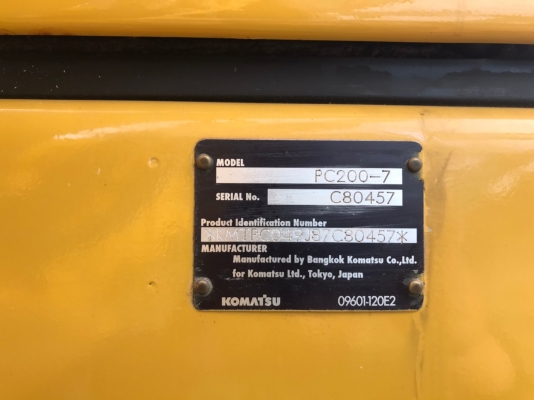 MODEL
PC200-7
SERIAL No.
C80457
Product Identification Number
*KMTPC049J87C80457*
MANUFACTURER
Manufactured by Bangkok Komatsu Co.,Ltd.
for Komatsu Ltd., Tokyo, Japan
KOMATSU
09601-120E2